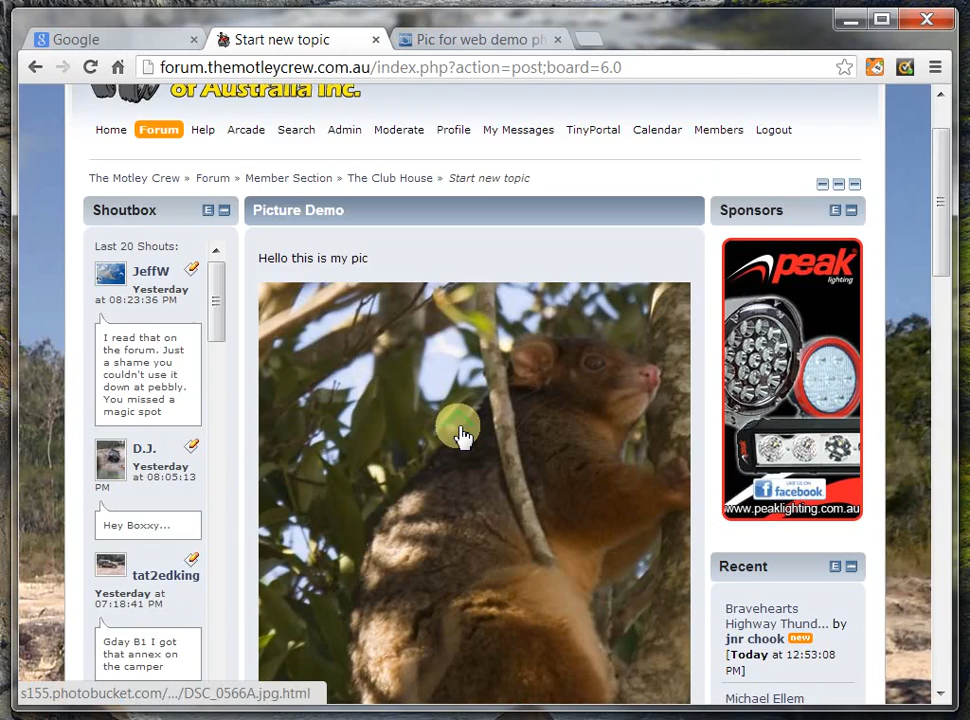 Google
Start new topic
Pic for web demo ph
forum.themotleycrew.com.au/index.php?action=post;board=6.0
of Australia Inc.
Home Forum Help Arcade Search Admin Moderate Profile My Messages TinyPortal Calendar Members Logout
The Motley Crew » Forum » Member Section » The Club House » Start new topic
Shoutbox
Last 20 Shouts:
JeffW
Yesterday
at 08:23:36 PM
I read that on
the forum. Just
a shame you
couldn't use it
down at pebbly.
You missed a
magic spot
D.J.
Yesterday
at 08:05:13
PM
Hey Boxxy...
tat2edking
Yesterday at
07:18:41 PM
Gday B1 I got
that annex on
the camper
Picture Demo
Hello this is my pic
Sponsors
peak
lighting
LIKE US ON
facebook
www.peaklighting.com.au
Recent
Bravehearts
Highway Thund... by
jnr chook new
[Today at 12:53:08
PM]
Michael Ellem
s155.photobucket.com/.../DSC_0566A.jpg.html